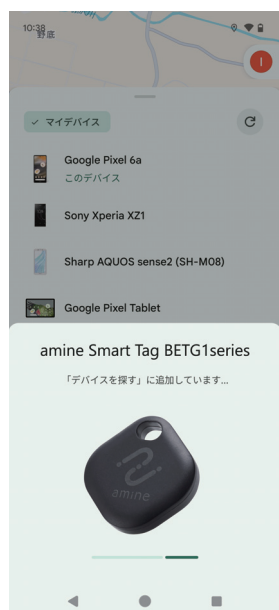 10:38
野底
I
マイデバイス
Google Pixel 6a
このデバイス
Sony Xperia XZ1
Sharp AQUOS sense2 (SH-M08)
Google Pixel Tablet
amine Smart Tag BETG1series
「デバイスを探す」に追加しています...
amine